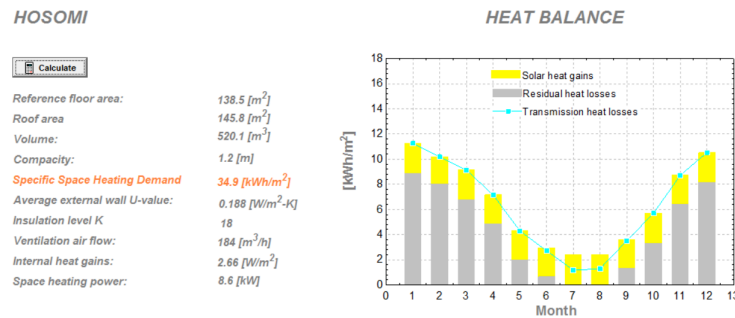 HOSOMI
Calculate
Reference floor area: 138.5 [m²]
Roof area 145.8 [m²]
Volume: 520.1 [m³]
Compacity: 1.2 [m]
Specific Space Heating Demand 34.9 [kWh/m²]
Average external wall U-value: 0.188 [W/m²-K]
Insulation level K 18
Ventilation air flow: 184 [m³/h]
Internal heat gains: 2.66 [W/m²]
Space heating power: 8.6 [kW]
HEAT BALANCE
Solar heat gains
Residual heat losses
Transmission heat losses
[kWh/m²]
18
16
14
12
10
8
6
4
2
0
0 1 2 3 4 5 6 7 8 9 10 11 12 13
Month